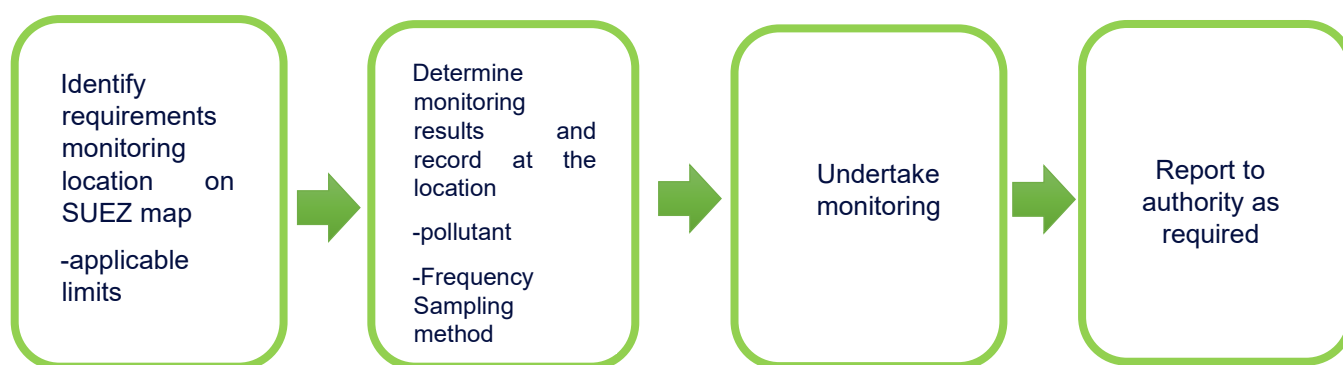 Identify
requirements
monitoring
location on
SUEZ map
-applicable
limits
Determine
monitoring
results and
record at the
location
-pollutant
-Frequency
Sampling
method
Undertake
monitoring
Report to
authority as
required